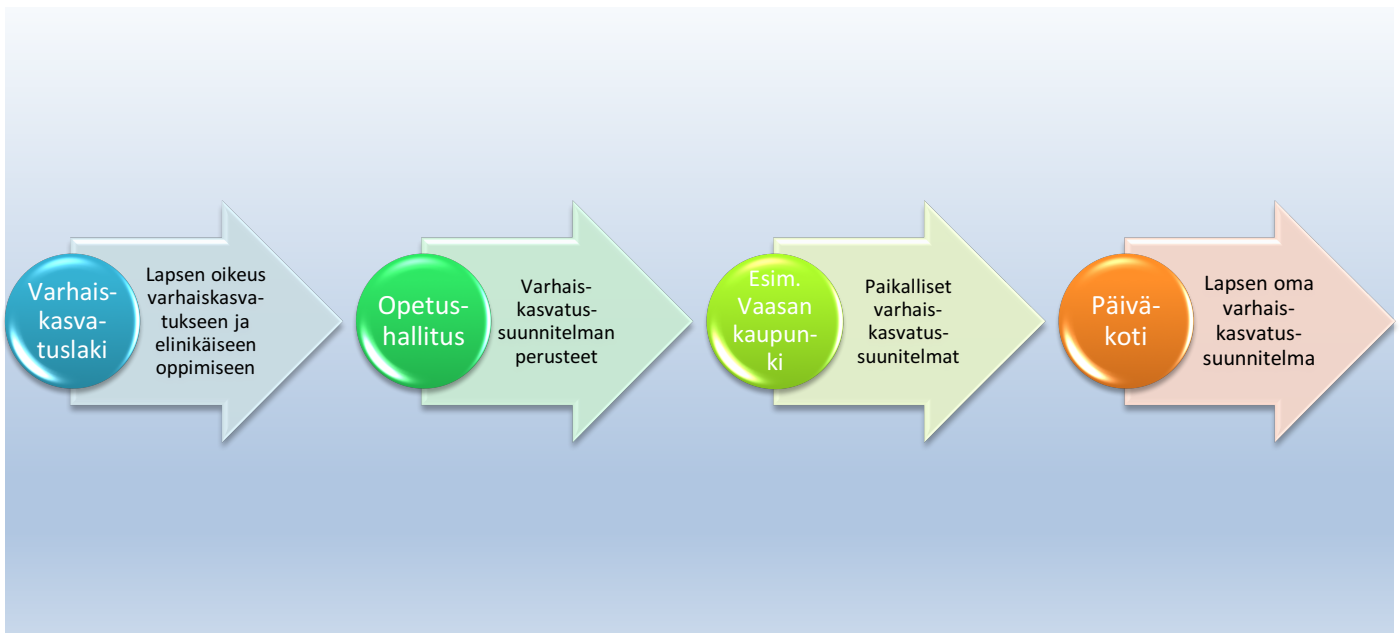 Varhais-
kasva-
tuslaki
Lapsen oikeus
varhaiskasva-
tukseen ja
elinikäiseen
oppimiseen
Opetus-
hallitus
Varhais-
kasvatus-
suunnitelman
perusteet
Esim.
Vaasan
kaupun-
ki
Paikalliset
varhais-
kasvatus-
suunitelmat
Päivä-
koti
Lapsen oma
varhais-
kasvatus-
suunnitelma